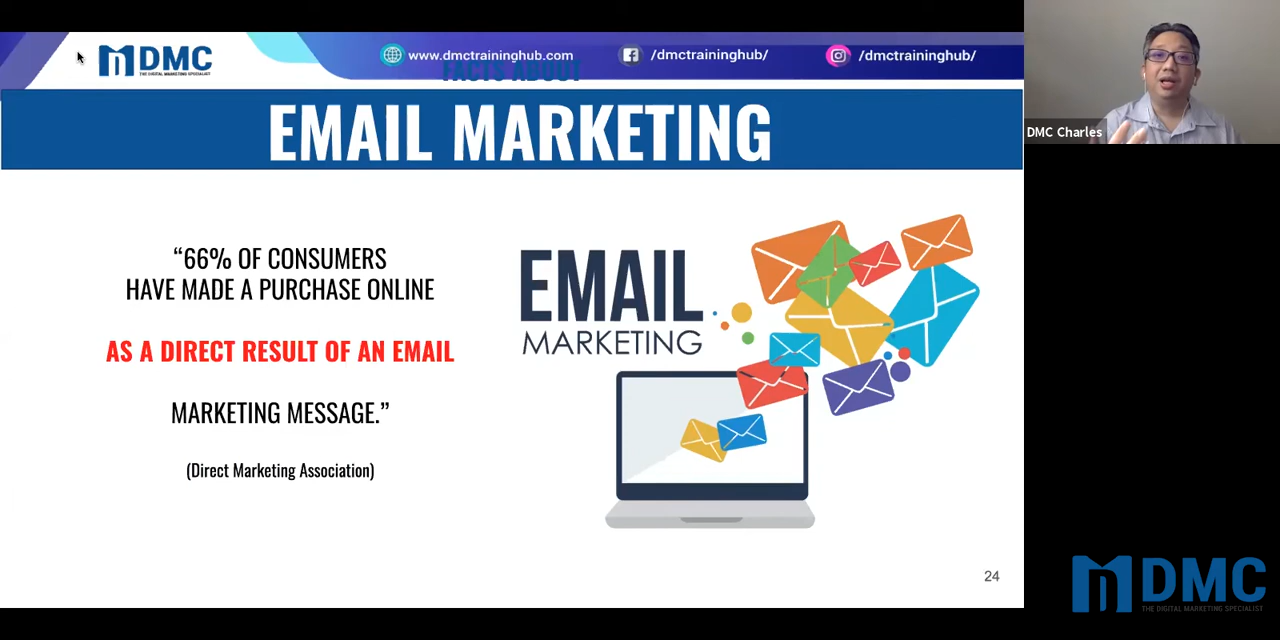 DMC
THE DIGITAL MARKETING SPECIALIST
www.dmctraininghub.com
/dmctraininghub/
/dmctraininghub/
FACTS ABOUT
EMAIL MARKETING
“66% OF CONSUMERS
HAVE MADE A PURCHASE ONLINE
AS A DIRECT RESULT OF AN EMAIL
MARKETING MESSAGE.”
(Direct Marketing Association)
EMAIL
MARKETING
24
DMC Charles
DMC
THE DIGITAL MARKETING SPECIALIST